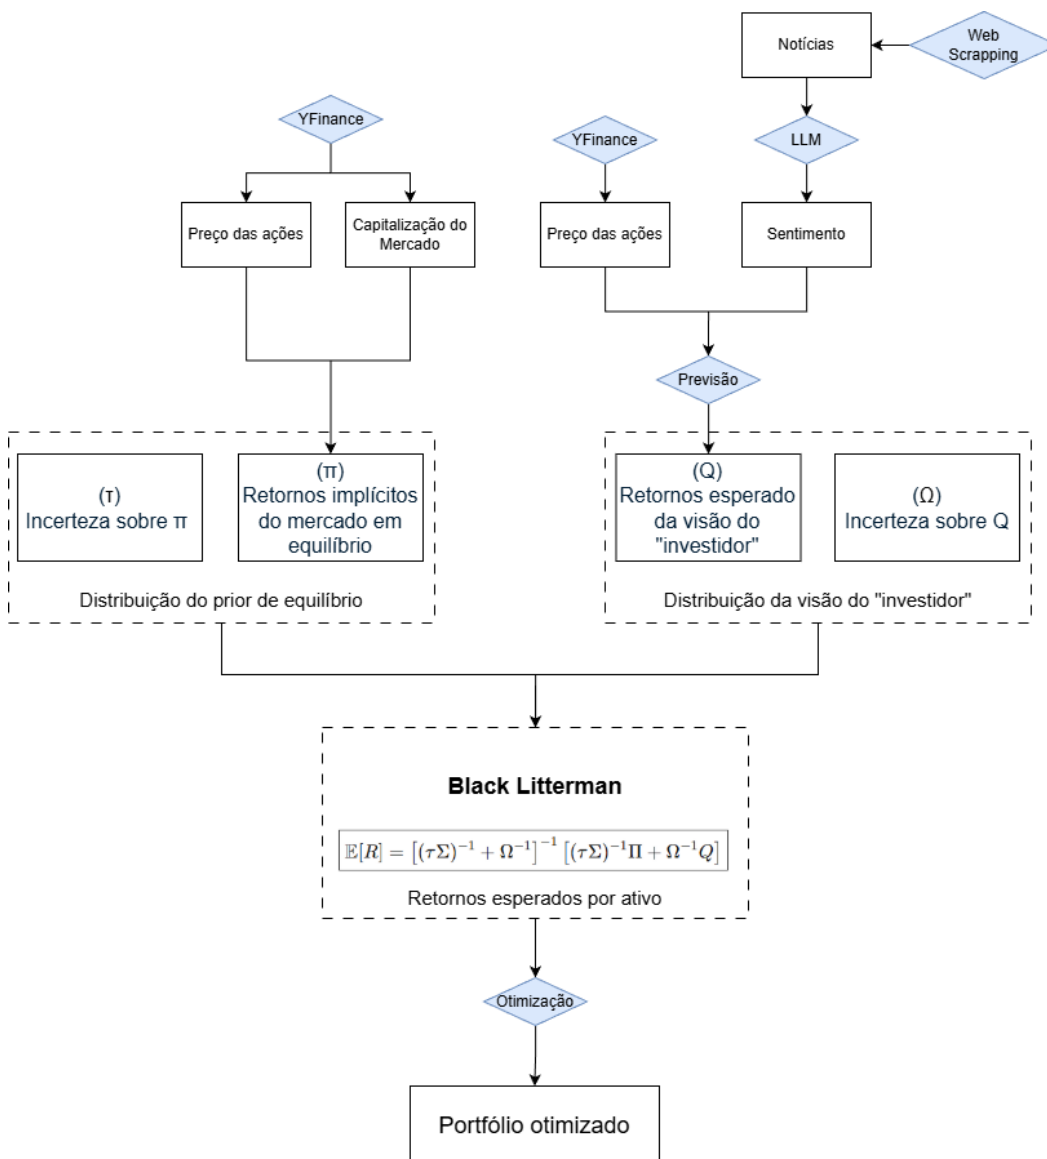 Notícias
Web
Scrapping
YFinance
YFinance
LLM
Preço das ações
Capitalização do
Mercado
Preço das ações
Sentimento
Previsão
(τ)
Incerteza sobre π
(π)
Retornos implícitos
do mercado em
equilíbrio
(Q)
Retornos esperado
da visão do
"investidor"
(Ω)
Incerteza sobre Q
Distribuição do prior de equilíbrio
Distribuição da visão do "investidor"
Black Litterman
𝔼[R] = [(τΣ)⁻¹ + Ω⁻¹]⁻¹ [(τΣ)⁻¹Π + Ω⁻¹Q]
Retornos esperados por ativo
Otimização
Portfólio otimizado